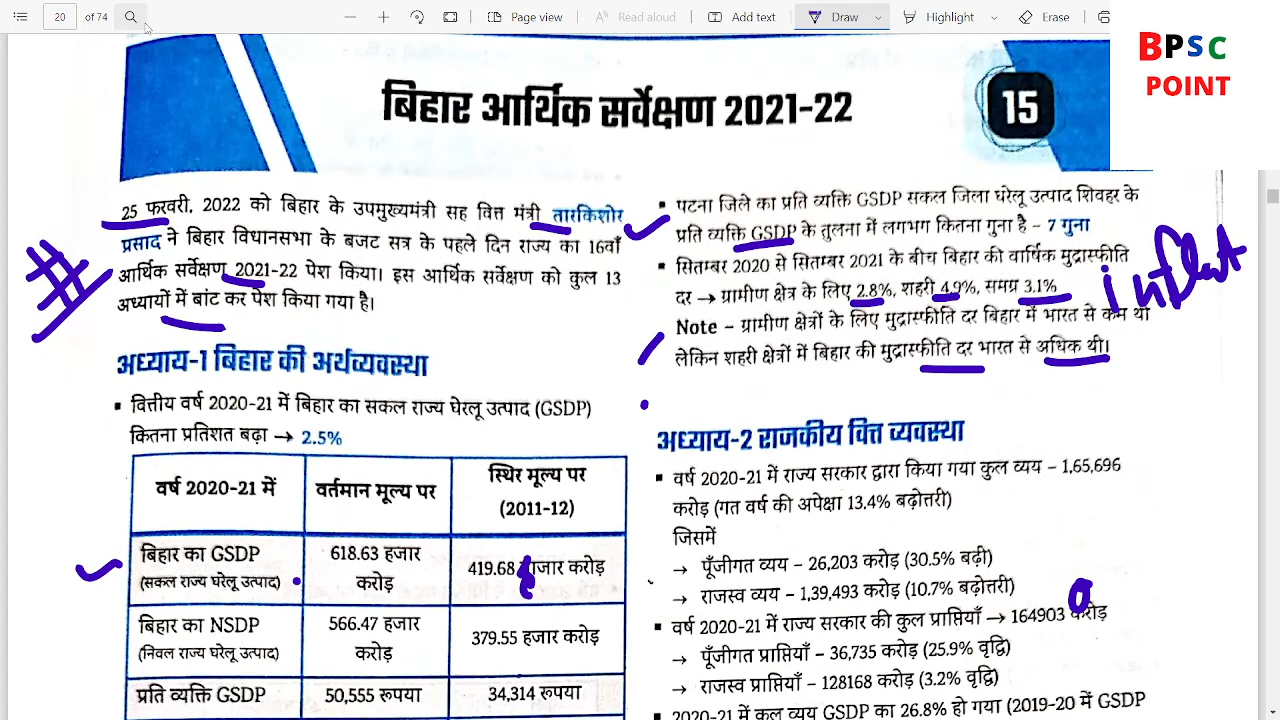 20 of 74
Page view
Read aloud
Add text
Draw
Highlight
Erase
BPSC
POINT
बिहार आर्थिक सर्वेक्षण 2021-22
15
25 फरवरी, 2022 को बिहार के उपमुख्यमंत्री सह वित्त मंत्री तारकिशोर
प्रसाद ने बिहार विधानसभा के बजट सत्र के पहले दिन राज्य का 16वाँ
आर्थिक सर्वेक्षण 2021-22 पेश किया। इस आर्थिक सर्वेक्षण को कुल 13
अध्यायों में बांट कर पेश किया गया है।
#
अध्याय-1 बिहार की अर्थव्यवस्था
▪ वित्तीय वर्ष 2020-21 में बिहार का सकल राज्य घेरलू उत्पाद (GSDP)
कितना प्रतिशत बढ़ा → 2.5%
वर्ष 2020-21 में वर्तमान मूल्य पर स्थिर मूल्य पर
(2011-12)
बिहार का GSDP 618.63 हजार 419.68 हजार करोड़
(सकल राज्य घरेलू उत्पाद) करोड़
बिहार का NSDP 566.47 हजार 379.55 हजार करोड़
(निवल राज्य घरेलू उत्पाद) करोड़
प्रति व्यक्ति GSDP 50,555 रूपया 34,314 रूपया
▪ पटना जिले का प्रति व्यक्ति GSDP सकल जिला घरेलू उत्पाद शिवहर के
प्रति व्यक्ति GSDP के तुलना में लगभग कितना गुना है – 7 गुना
▪ सितम्बर 2020 से सितम्बर 2021 के बीच बिहार की वार्षिक मुद्रास्फीति
दर → ग्रामीण क्षेत्र के लिए 2.8%, शहरी 4.9%, समग्र 3.1%
Note – ग्रामीण क्षेत्रों के लिए मुद्रास्फीति दर बिहार में भारत से कम था
लेकिन शहरी क्षेत्रों में बिहार की मुद्रास्फीति दर भारत से अधिक थी।
अध्याय-2 राजकीय वित्त व्यवस्था
▪ वर्ष 2020-21 में राज्य सरकार द्वारा किया गया कुल व्यय – 1,65,696
करोड़ (गत वर्ष की अपेक्षा 13.4% बढ़ोत्तरी)
जिसमें
→ पूँजीगत व्यय – 26,203 करोड़ (30.5% बढ़ी)
→ राजस्व व्यय – 1,39,493 करोड़ (10.7% बढ़ोत्तरी)
▪ वर्ष 2020-21 में राज्य सरकार की कुल प्राप्तियाँ → 164903 करोड़
→ पूँजीगत प्राप्तियाँ – 36,735 करोड़ (25.9% वृद्धि)
→ राजस्व प्राप्तियाँ – 128168 करोड़ (3.2% वृद्धि)
▪ 2020-21 में कुल व्यय GSDP का 26.8% हो गया (2019-20 में GSDP